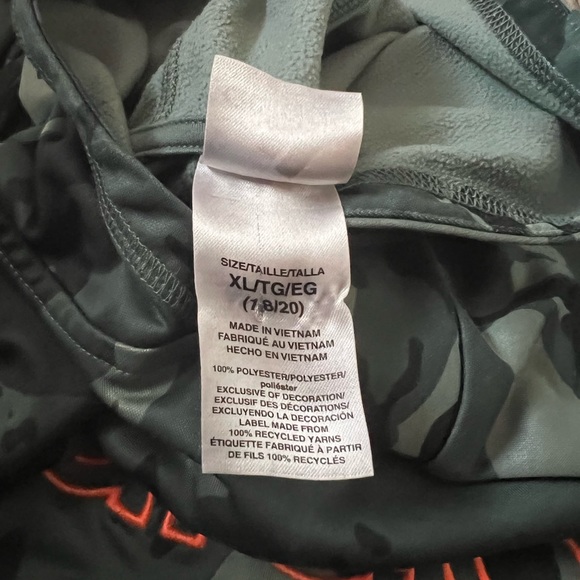 SIZE/TAILLE/TALLA
XL/TG/EG
(18/20)
MADE IN VIETNAM
FABRIQUÉ AU VIETNAM
HECHO EN VIETNAM
100% POLYESTER/POLYESTER/
poliéster
EXCLUSIVE OF DECORATION/
EXCLUSIF DES DÉCORATIONS/
EXCLUYENDO LA DECORACIÓN
LABEL MADE FROM
100% RECYCLED YARNS
ÉTIQUETTE FABRIQUÉ À PARTIR
DE FILS 100% RECYCLÉS